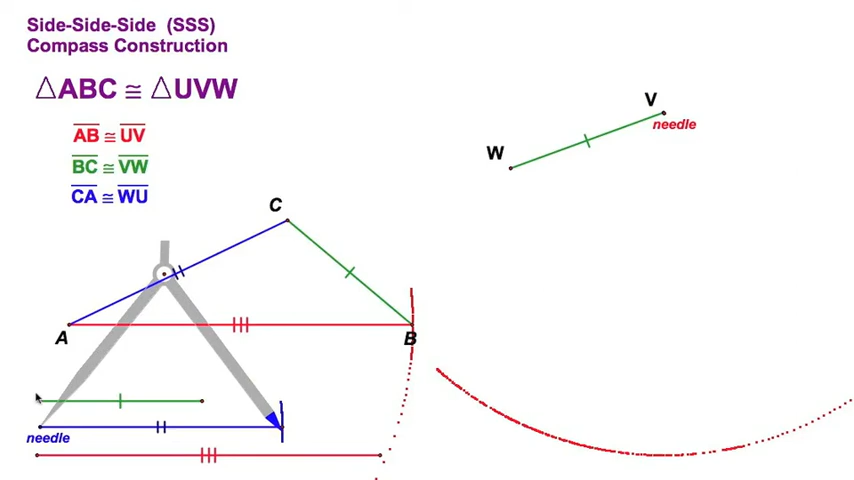 Side-Side-Side (SSS)
Compass Construction
△ABC ≅ △UVW
AB ≅ UV
BC ≅ VW
CA ≅ WU
C
A
B
needle
V
needle
W